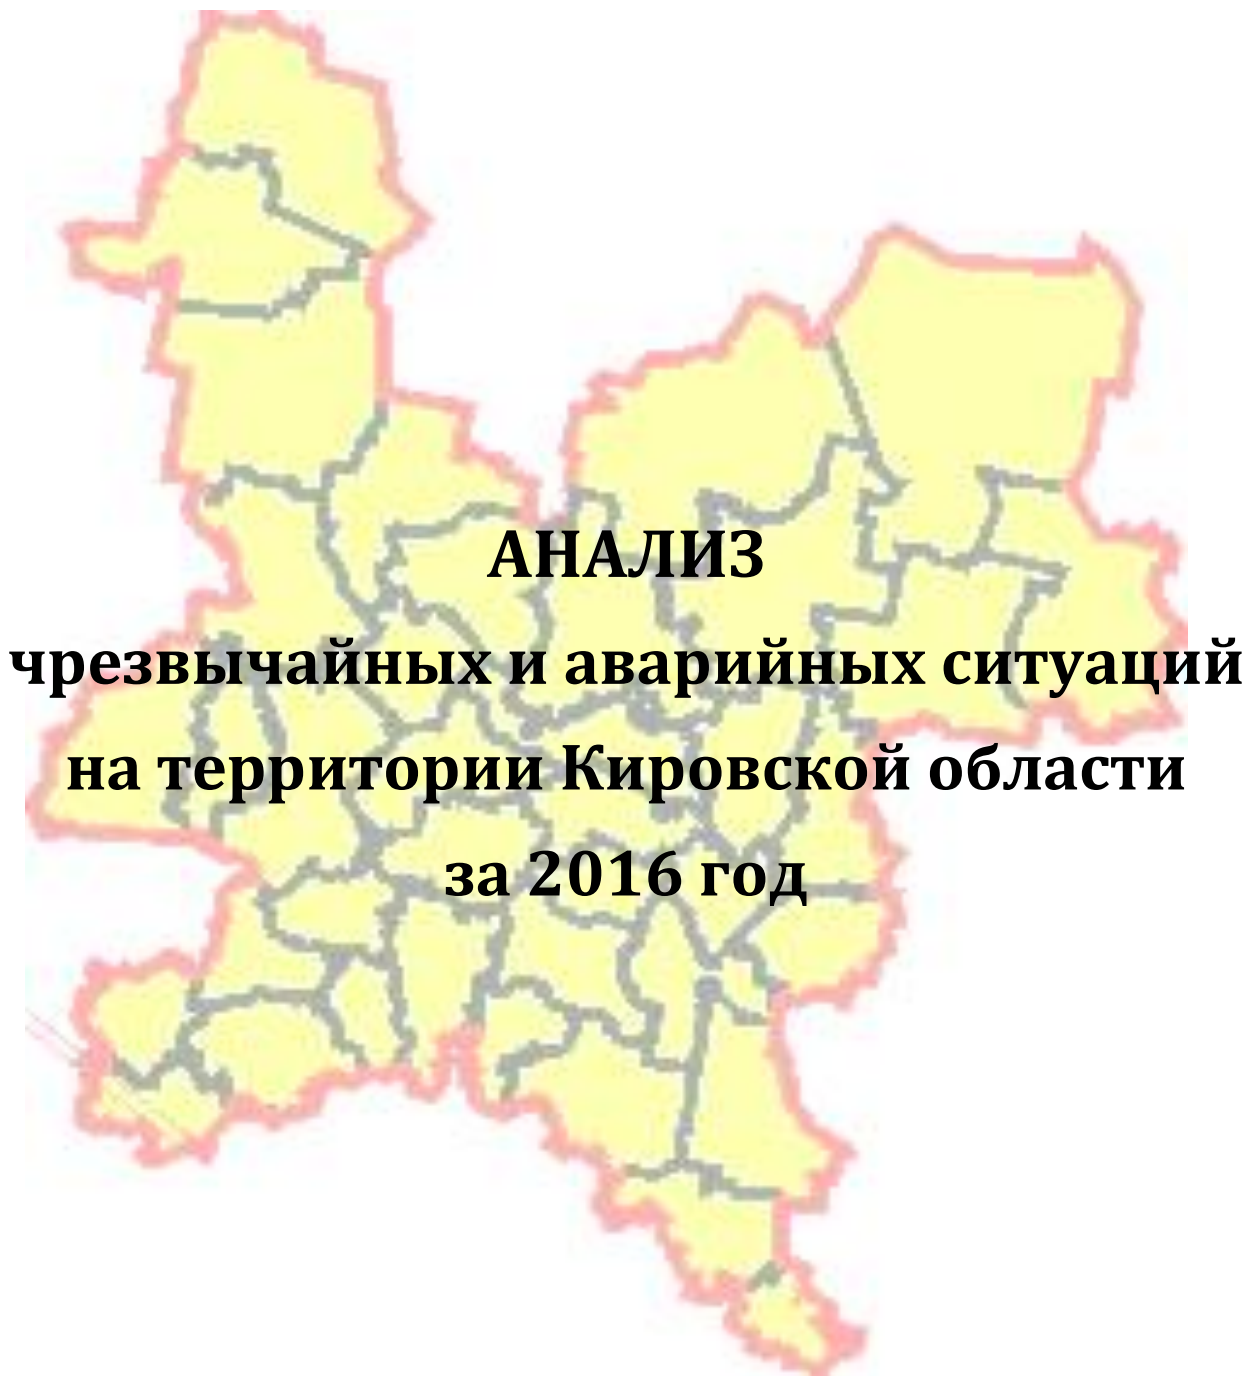 АНАЛИЗ
чрезвычайных и аварийных ситуаций
на территории Кировской области
за 2016 год